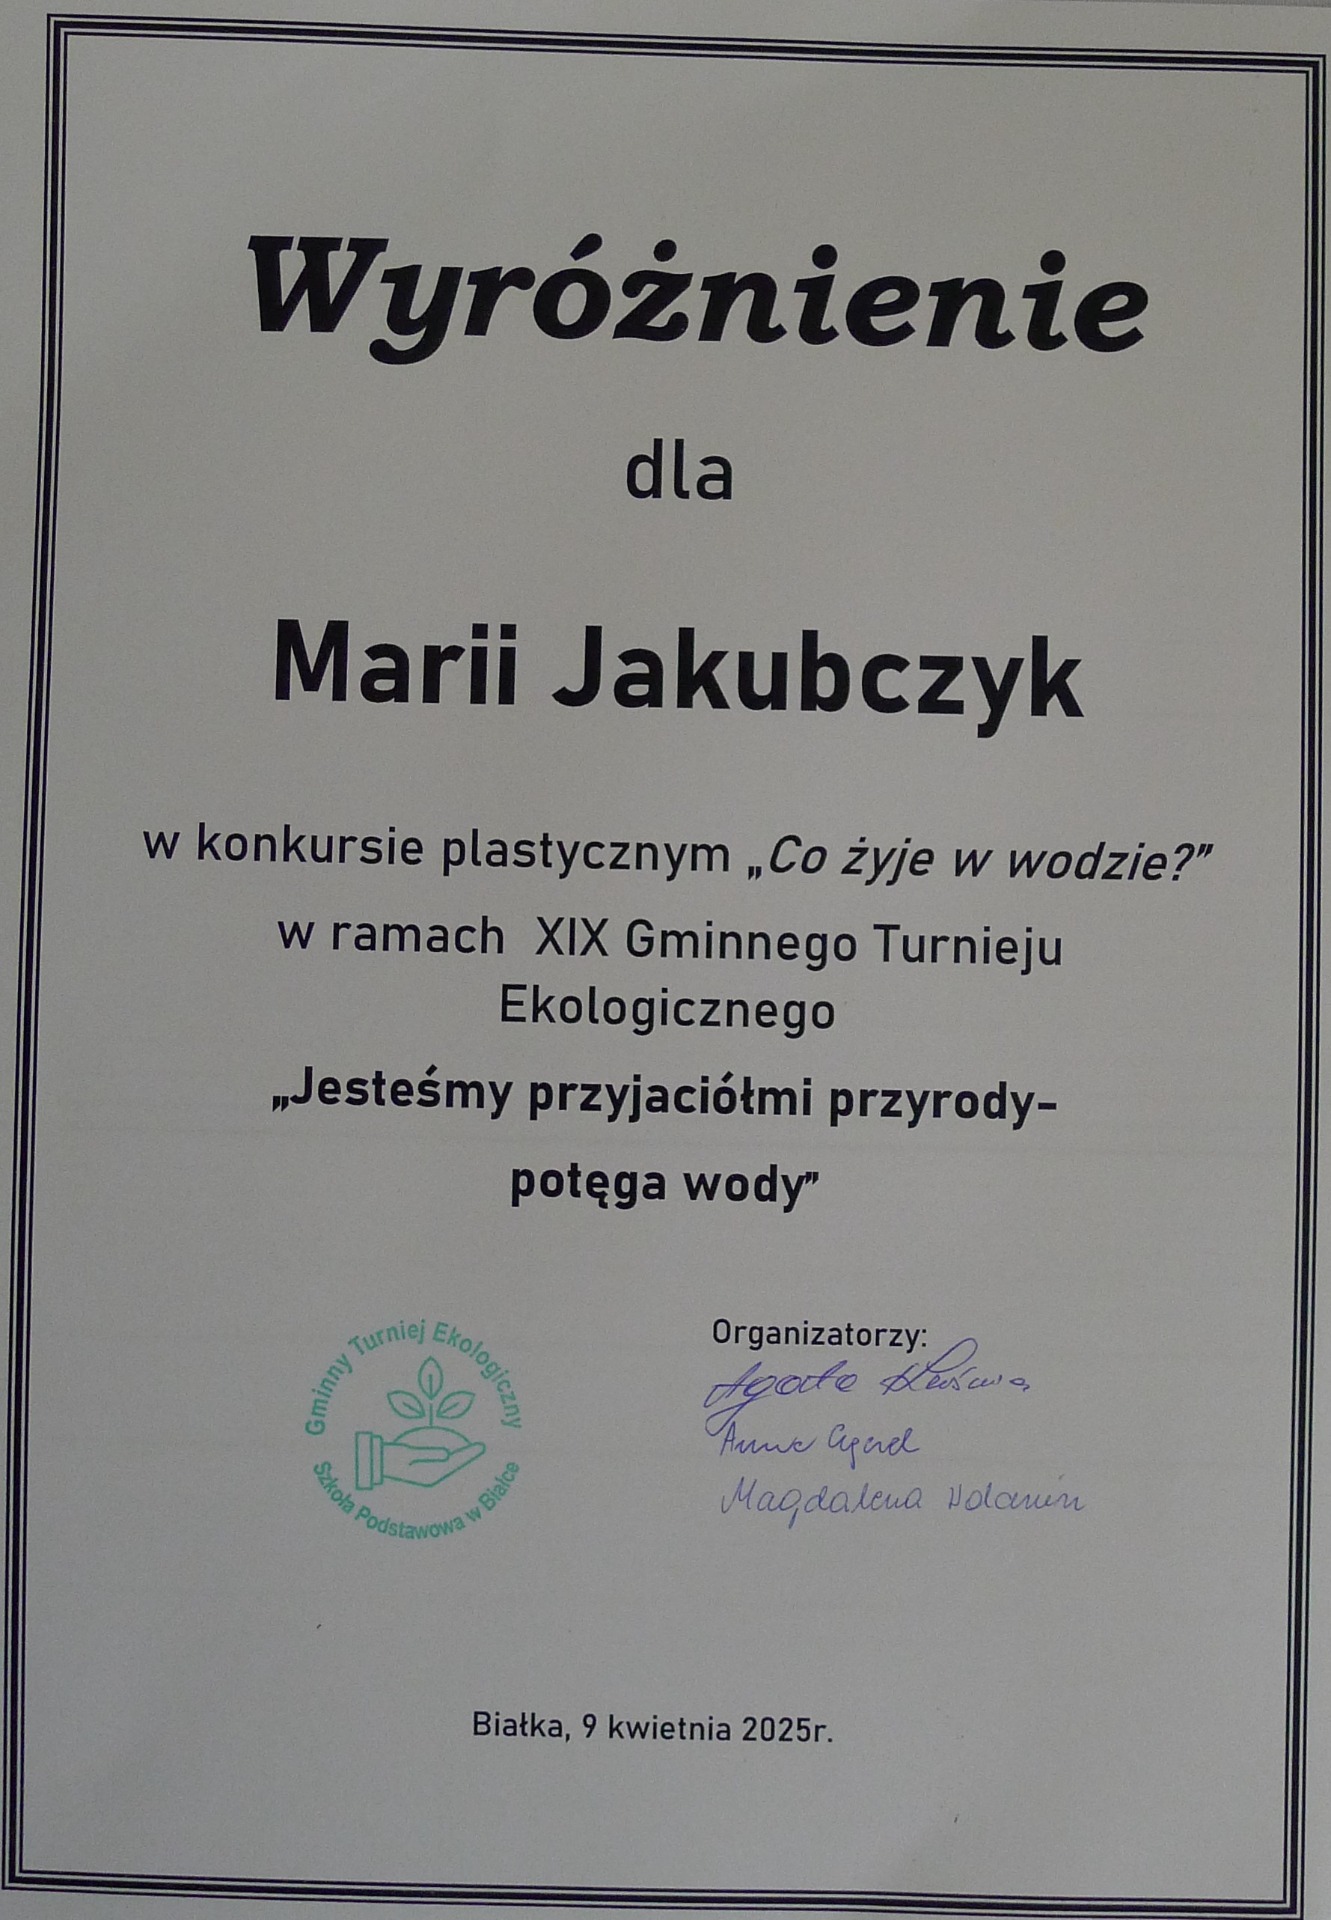 Wyróżnienie
dla
Marii Jakubczyk
w konkursie plastycznym „Co żyje w wodzie?”
w ramach XIX Gminnego Turnieju
Ekologicznego
„Jesteśmy przyjaciółmi przyrody-
potęga wody”
Gminny Turniej Ekologiczny
Szkoła Podstawowa w Białce
Organizatorzy:
Agata
Anna
Magdalena
Białka, 9 kwietnia 2025r.